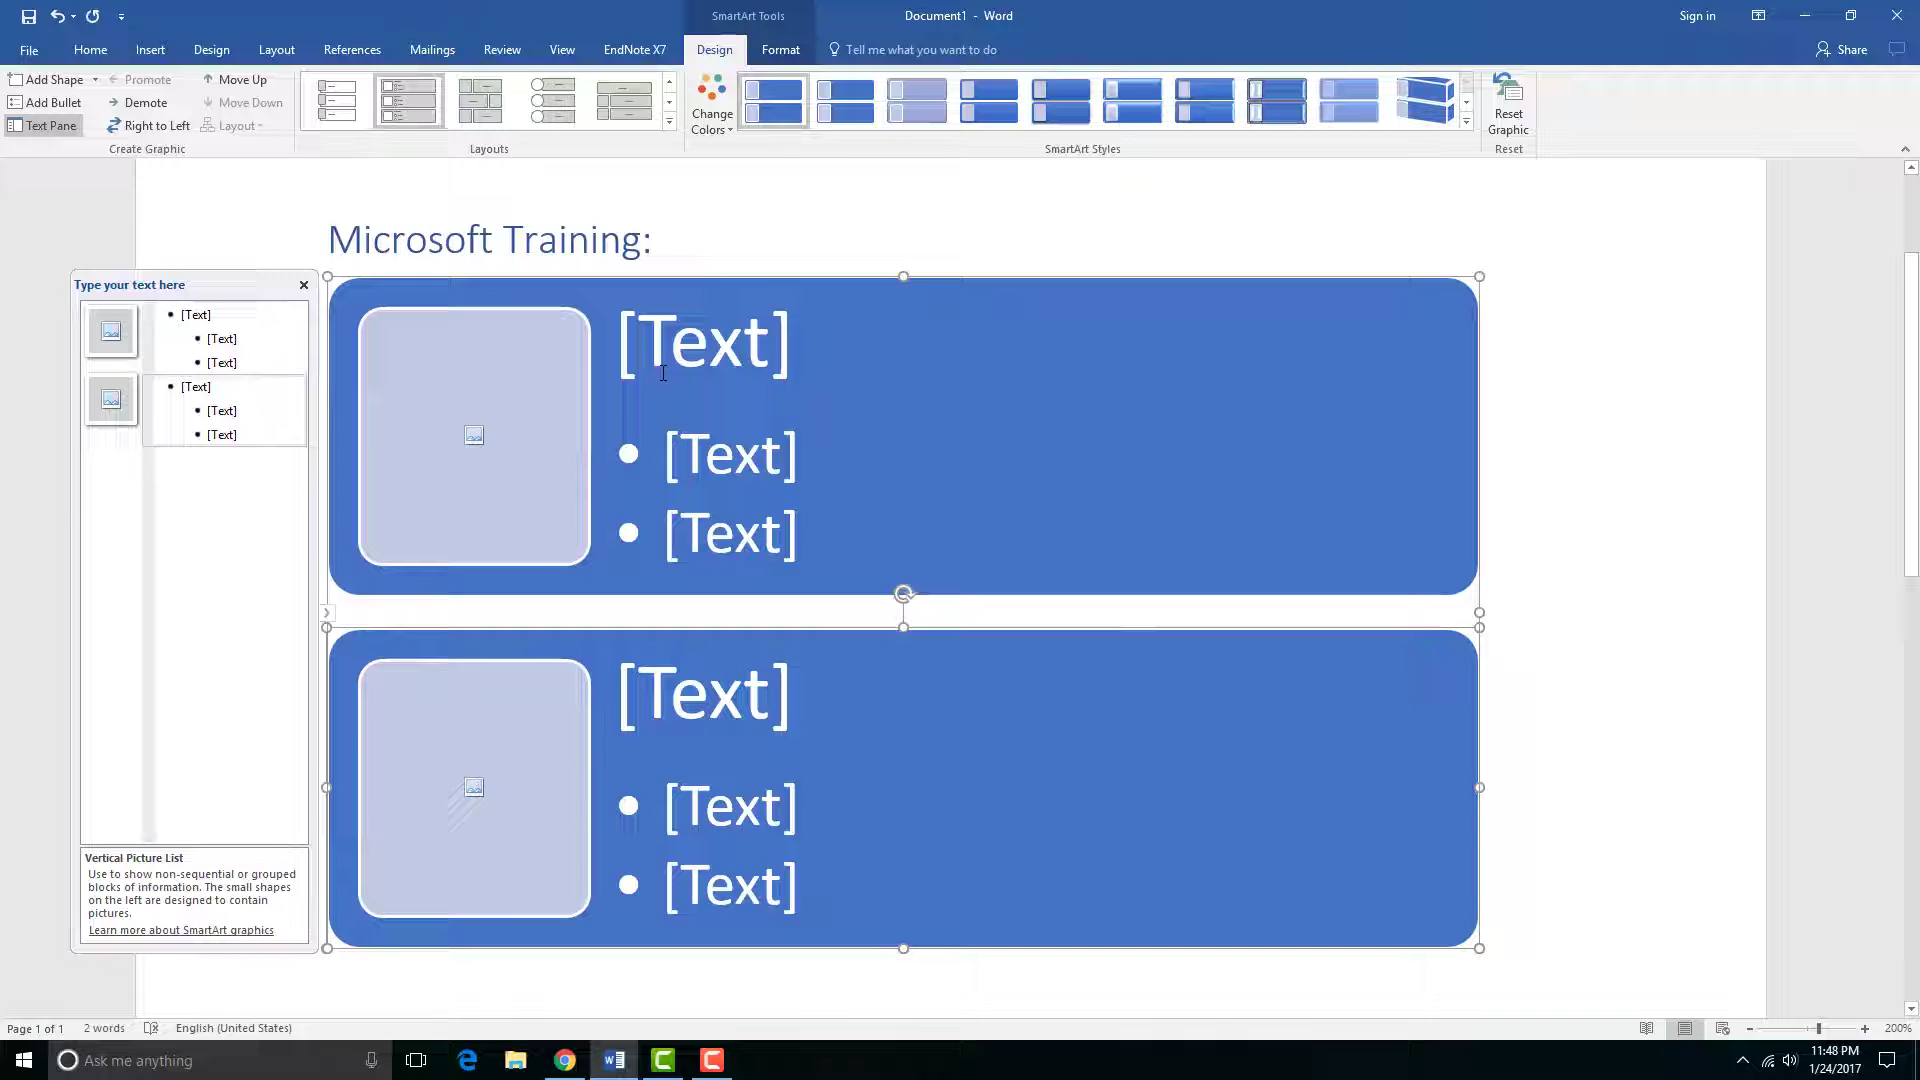 SmartArt Tools
Document1 - Word
Sign in
File
Home
Insert
Design
Layout
References
Mailings
Review
View
EndNote X7
Design
Format
Tell me what you want to do
Share
Add Shape
Promote
Move Up
Add Bullet
Demote
Move Down
Text Pane
Right to Left
Layout
Create Graphic
Layouts
Change
Colors
SmartArt Styles
Reset
Graphic
Reset
Microsoft Training:
Type your text here
[Text]
[Text]
[Text]
[Text]
[Text]
[Text]
Vertical Picture List
Use to show non-sequential or grouped
blocks of information. The small shapes
on the left are designed to contain
pictures.
Learn more about SmartArt graphics
[Text]
• [Text]
• [Text]
[Text]
• [Text]
• [Text]
Page 1 of 1
2 words
English (United States)
200%
Ask me anything
11:48 PM
1/24/2017